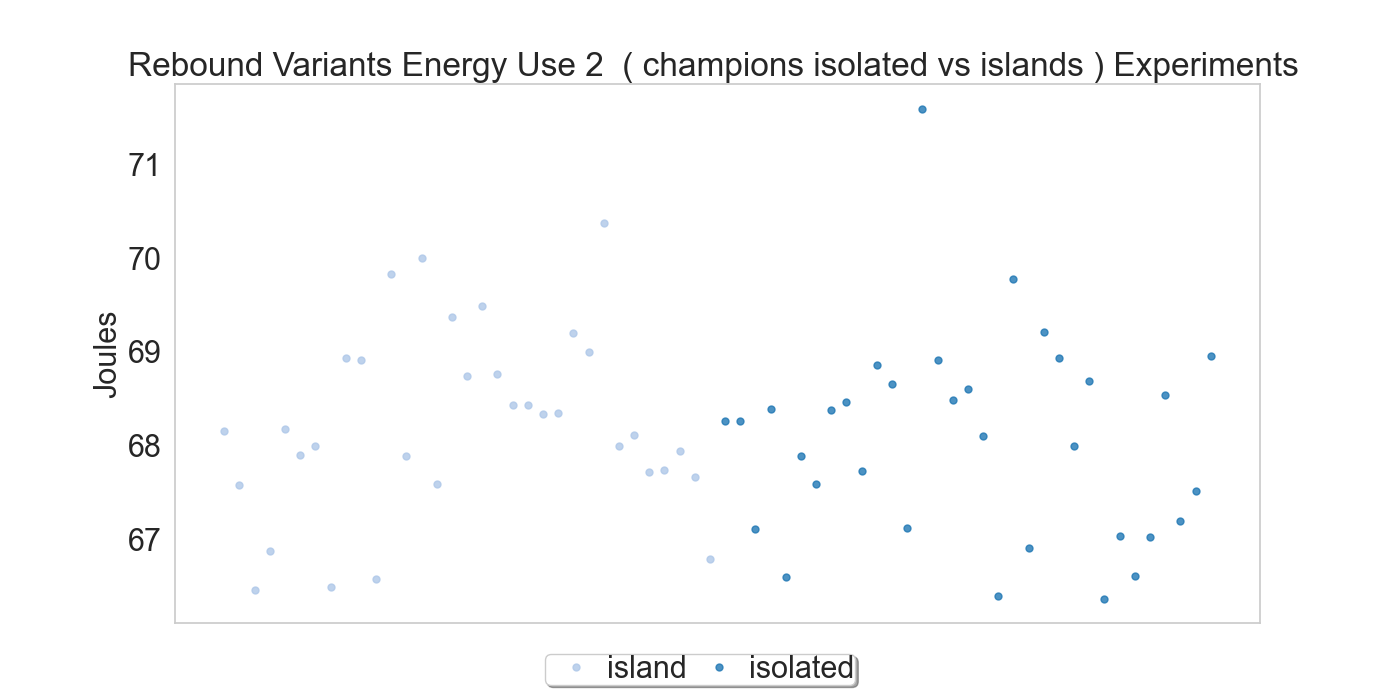 Rebound Variants Energy Use 2  ( champions isolated vs islands ) Experiments
71
70
69
68
67
Joules
island
isolated